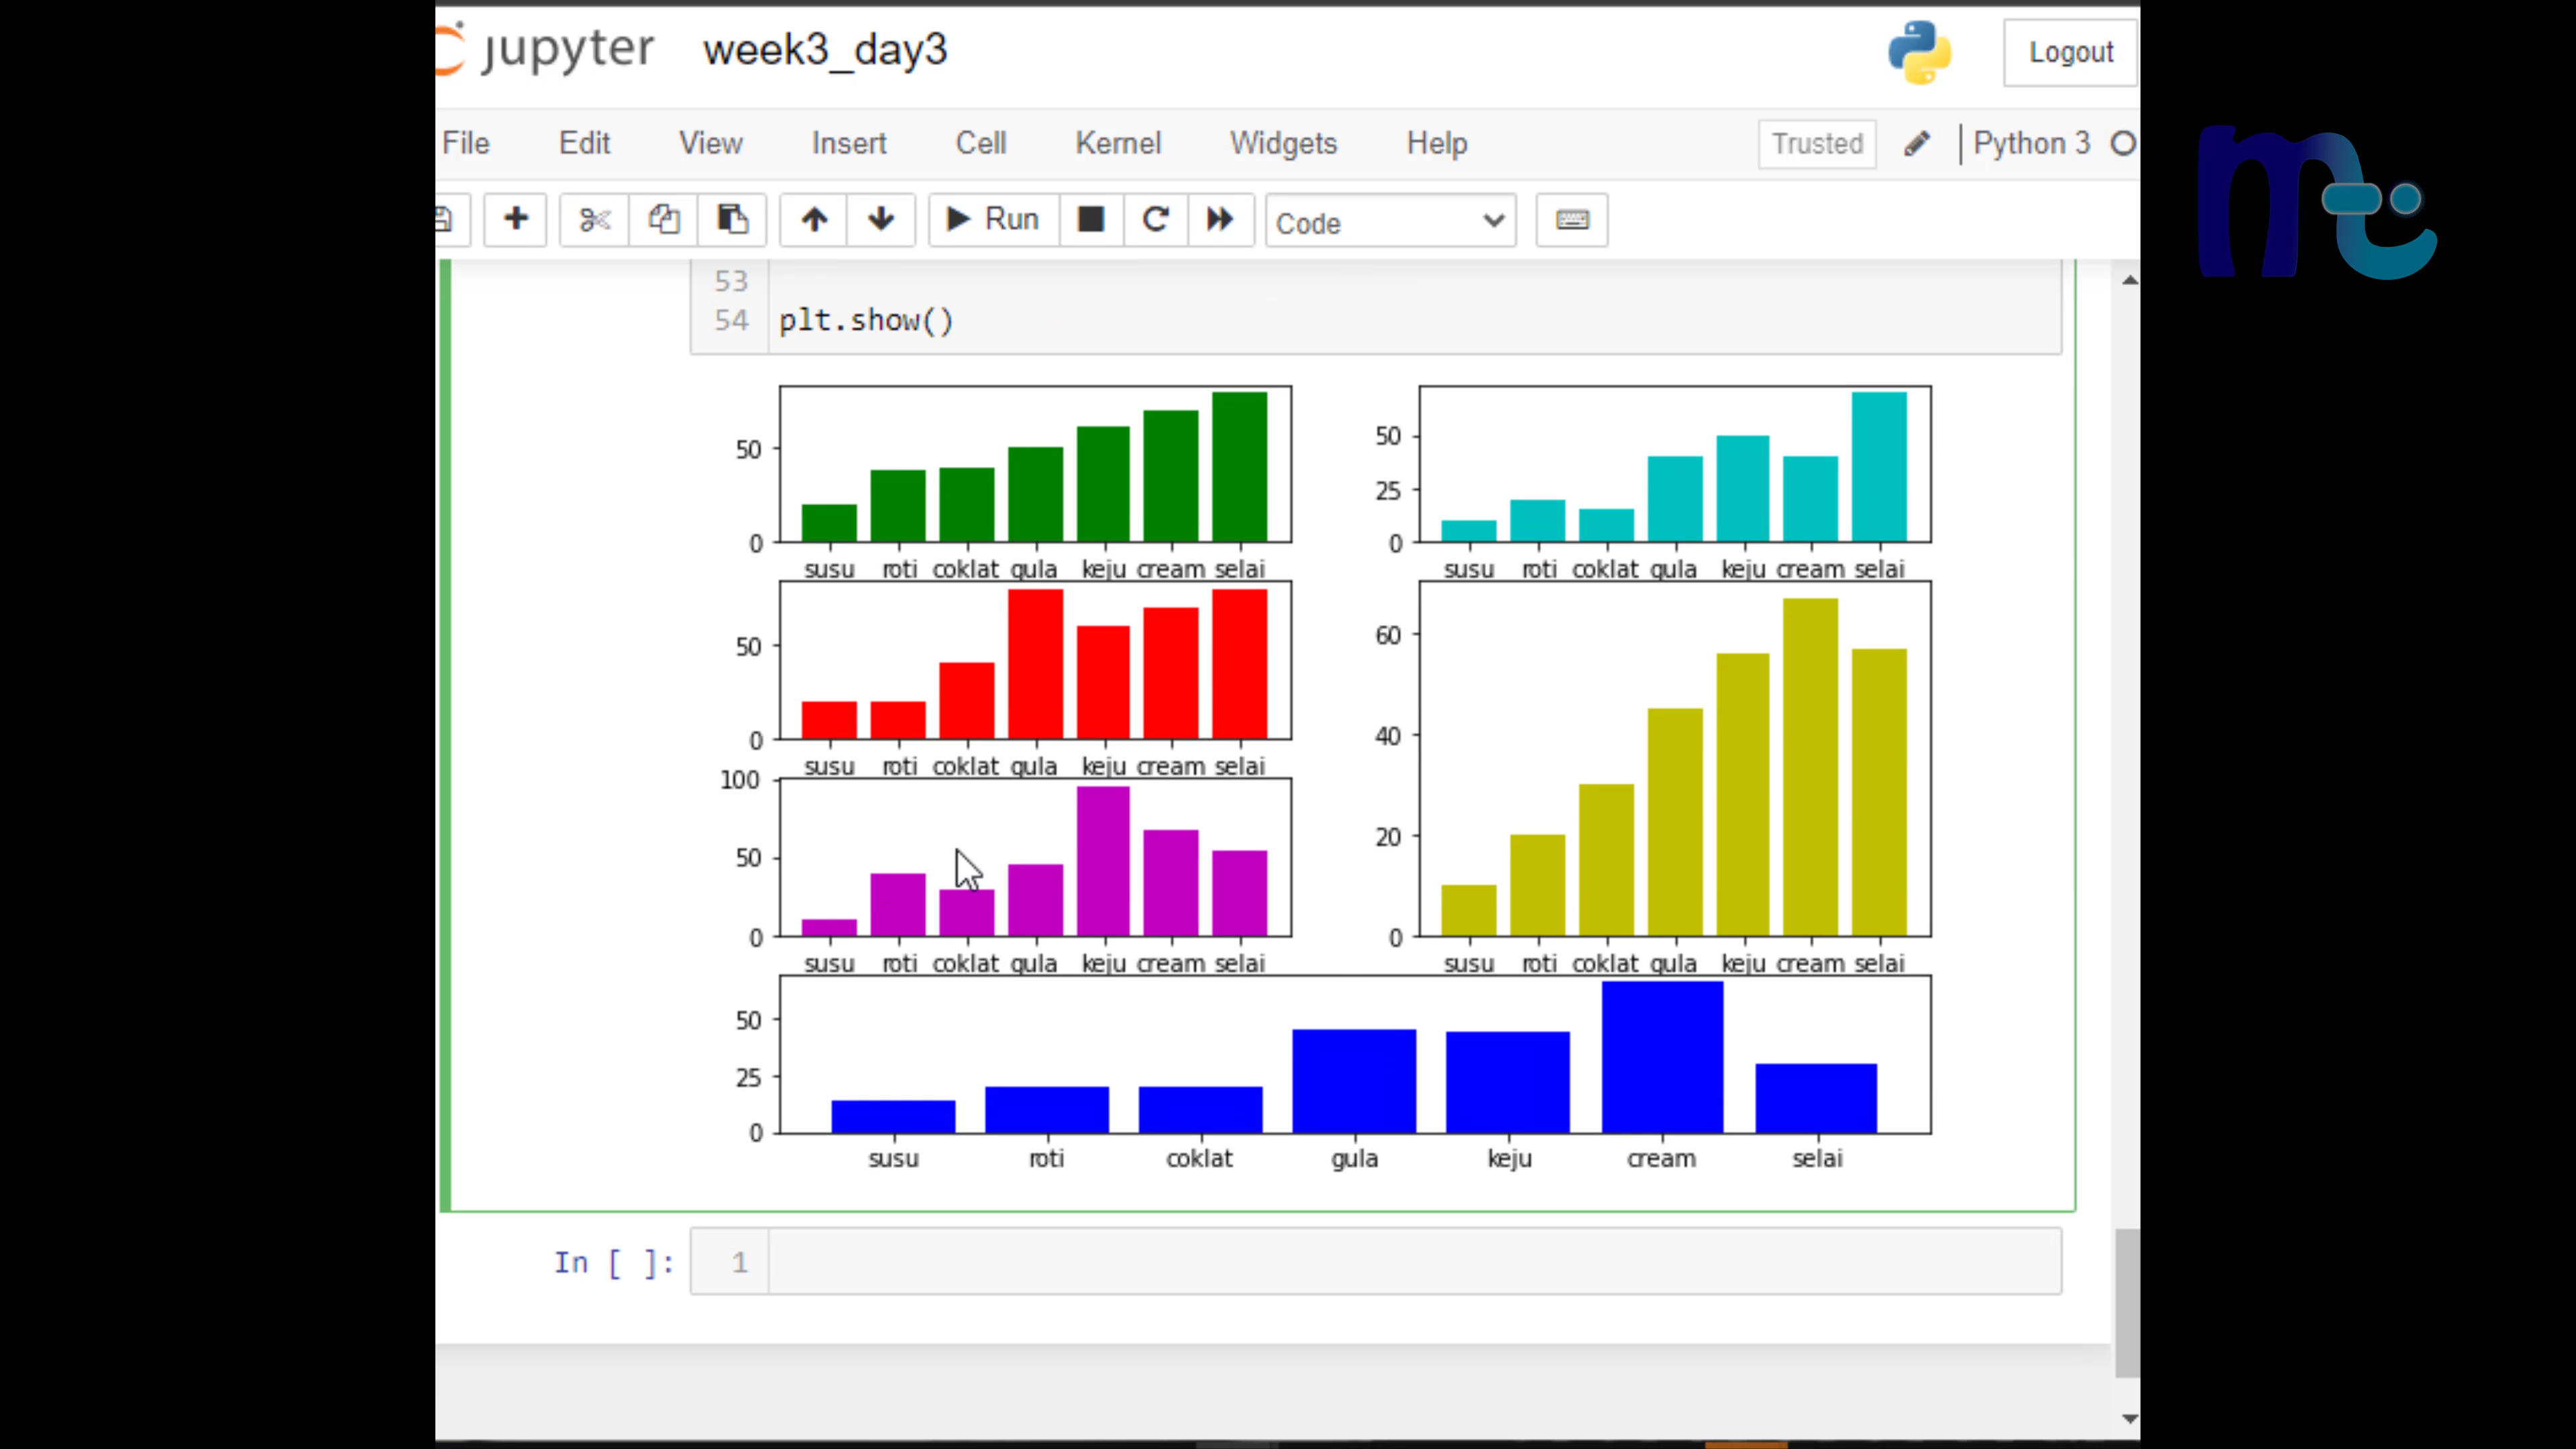 jupyter week3_day3 Logout
File Edit View Insert Cell Kernel Widgets Help Trusted Python 3
Run Code
53
54 plt.show()
50
0
susu roti coklat gula keju cream selai
50
25
0
susu roti coklat gula keju cream selai
50
0
susu roti coklat gula keju cream selai
100
50
0
susu roti coklat gula keju cream selai
60
40
20
0
susu roti coklat gula keju cream selai
50
25
0
susu roti coklat gula keju cream selai
In [ ]: 1